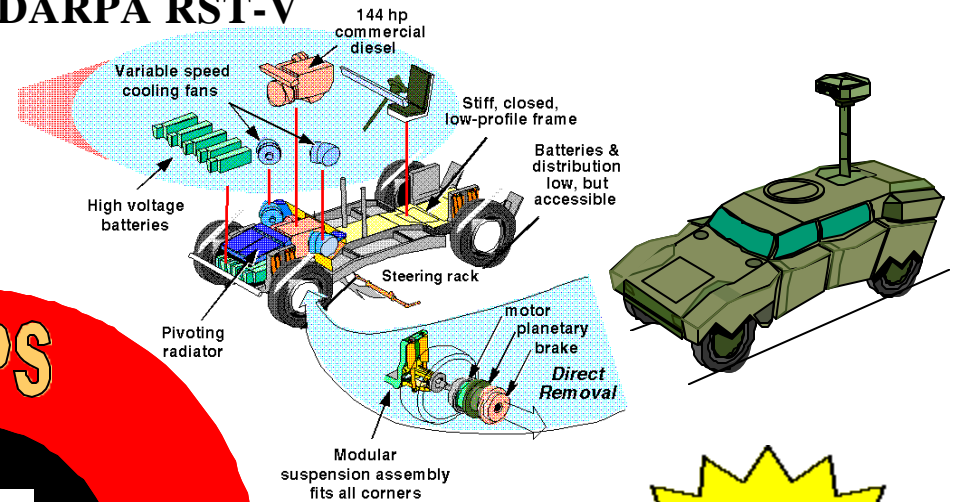 DARPA RST-V
144 hp
commercial
diesel
Variable speed
cooling fans
Stiff, closed,
low-profile frame
Batteries &
distribution
low, but
accessible
High voltage
batteries
Steering rack
Pivoting
radiator
motor
planetary
brake
Direct
Removal
Modular
suspension assembly
fits all corners
PS